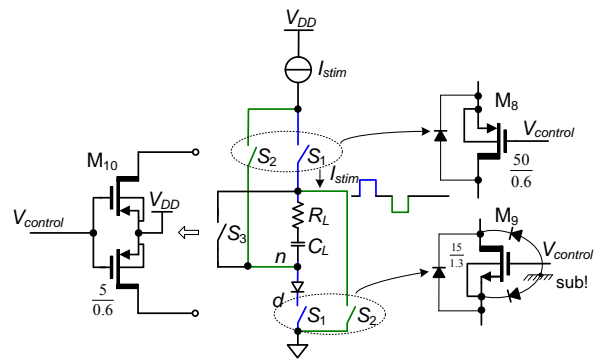 V_DD
I_stim
S_2
S_1
I_stim
M_8
V_control
50/0.6
M_10
V_DD
V_control
5/0.6
S_3
R_L
C_L
n
d
S_1
S_2
M_9
15/1.3
V_control
sub!